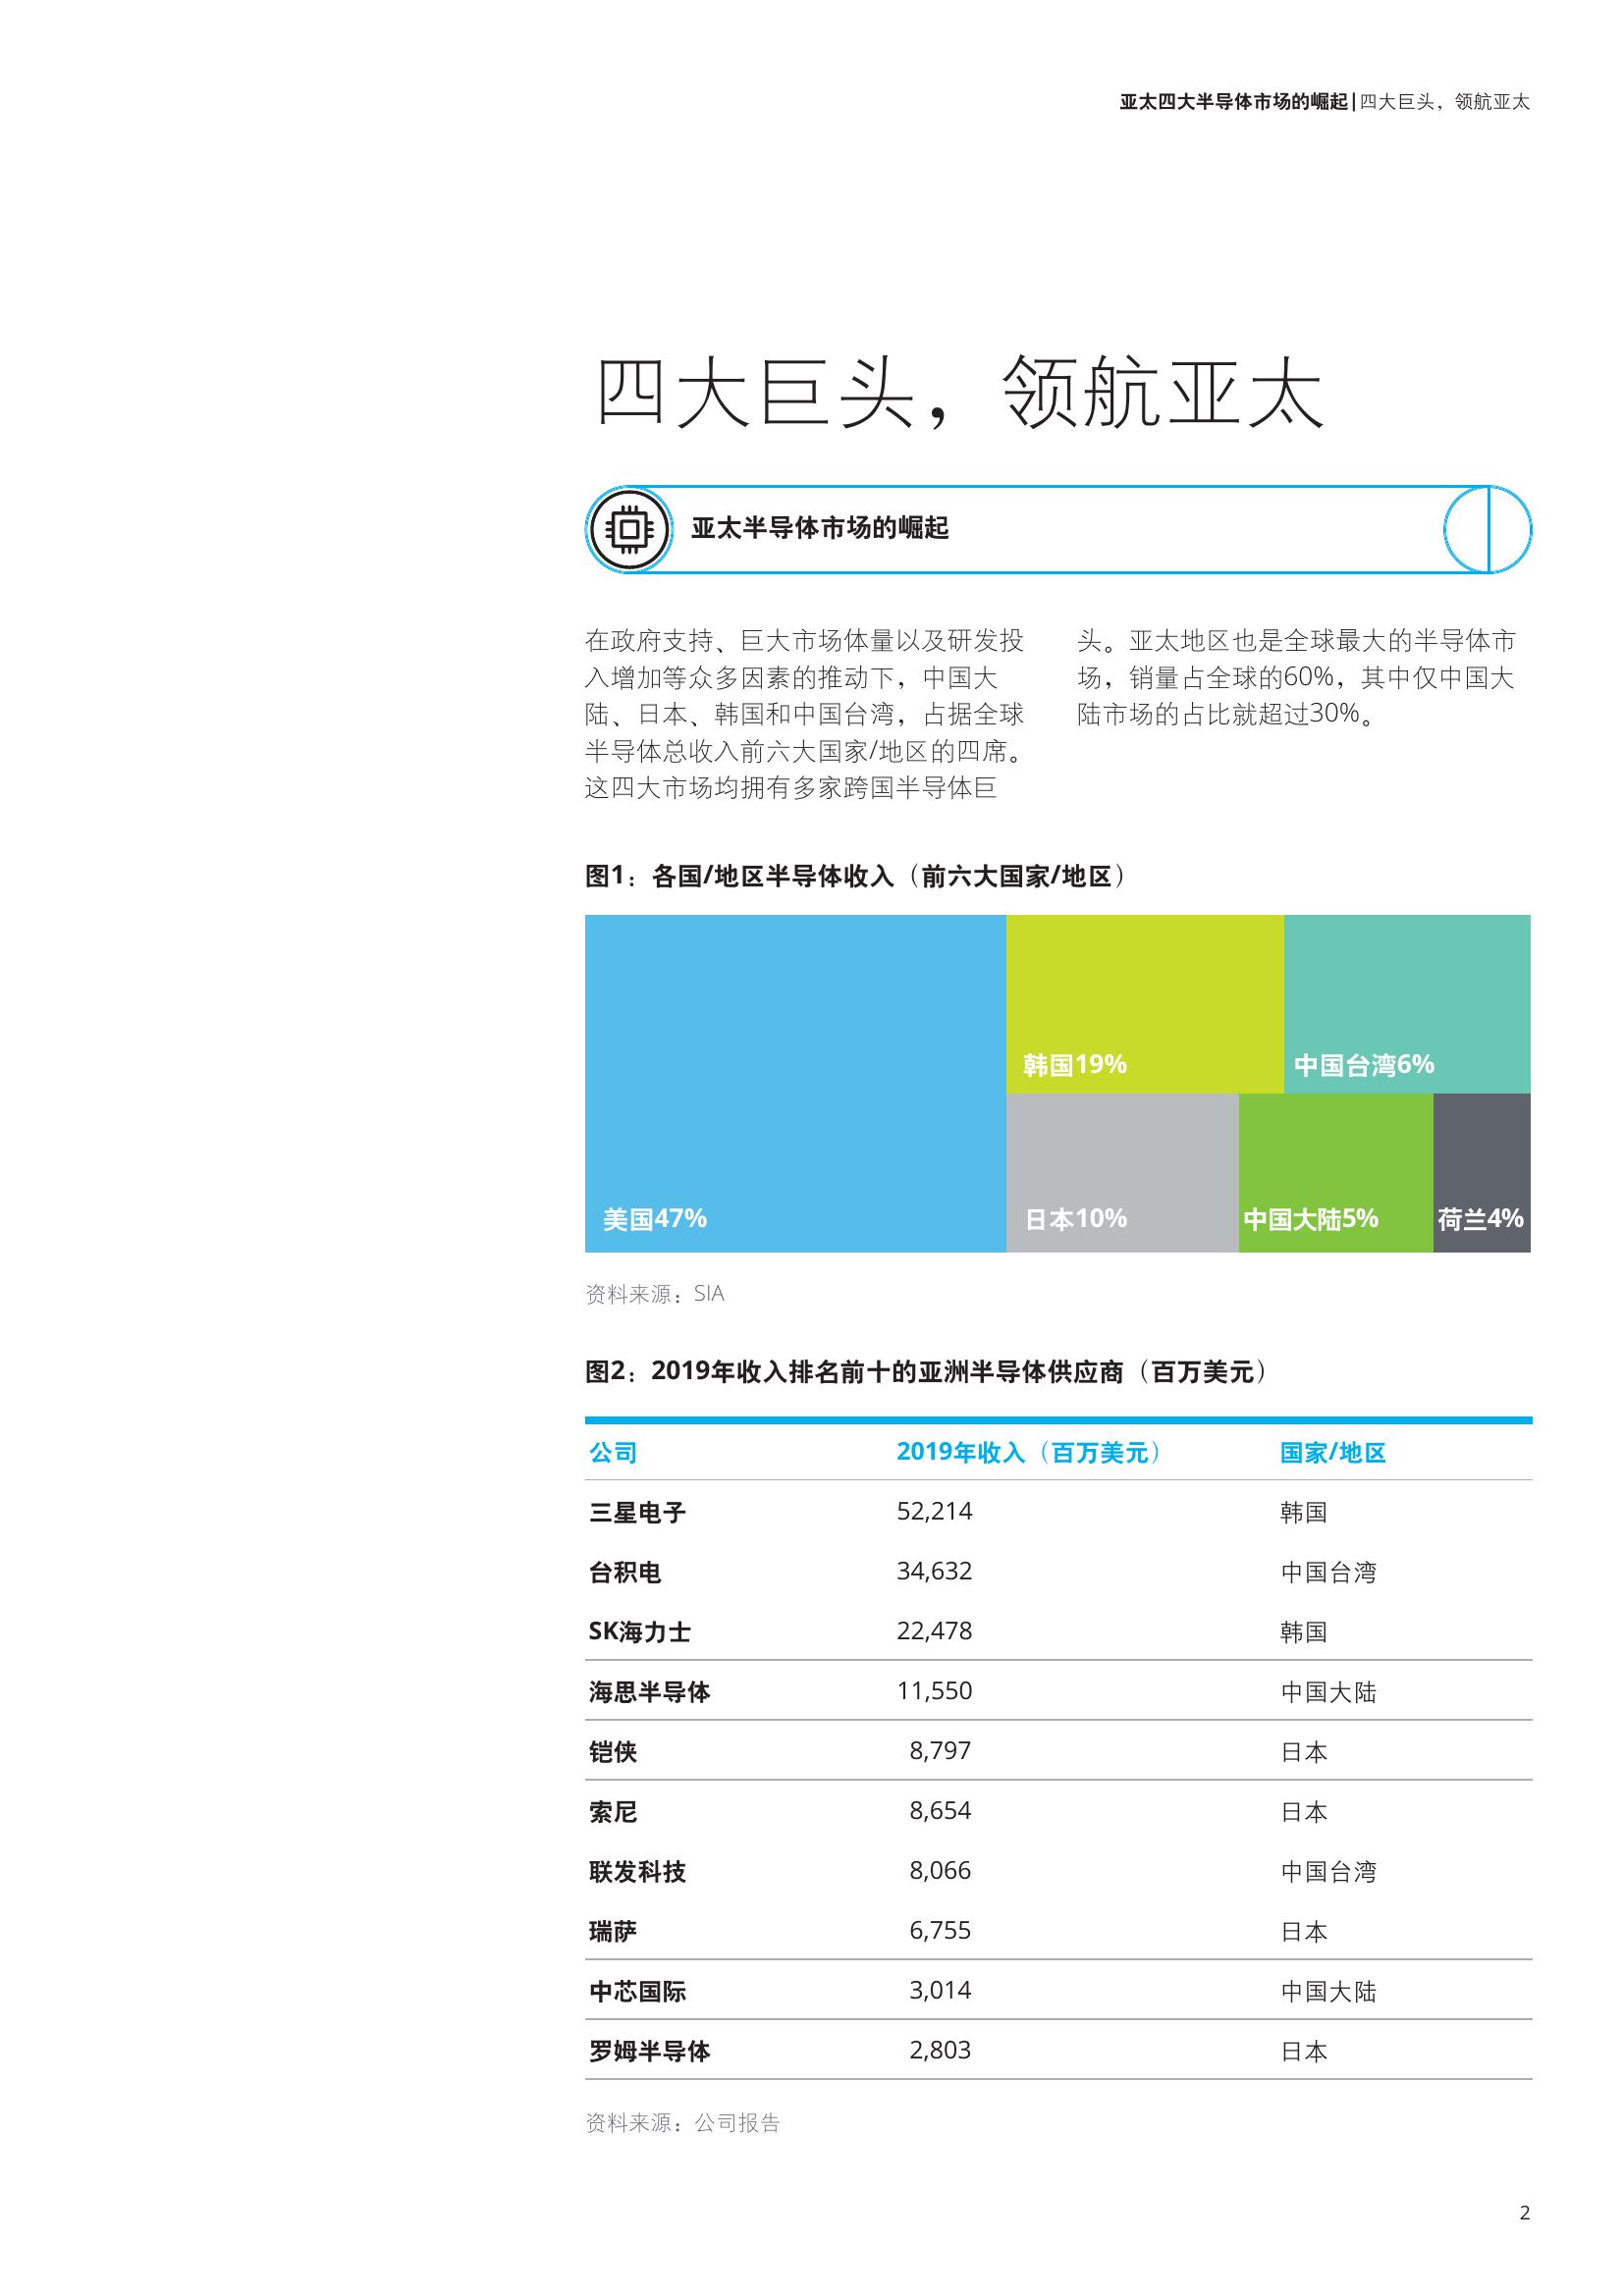 亚太四大半导体市场的崛起|四大巨头，领航亚太
四大巨头，领航亚太
亚太半导体市场的崛起
在政府支持、巨大市场体量以及研发投
入增加等众多因素的推动下，中国大
陆、日本、韩国和中国台湾，占据全球
半导体总收入前六大国家/地区的四席。
这四大市场均拥有多家跨国半导体巨
头。亚太地区也是全球最大的半导体市
场，销量占全球的60%，其中仅中国大
陆市场的占比就超过30%。
图1：各国/地区半导体收入（前六大国家/地区）
韩国19%
中国台湾6%
美国47%
日本10%
中国大陆5%
荷兰4%
资料来源：SIA
图2：2019年收入排名前十的亚洲半导体供应商（百万美元）
公司 2019年收入（百万美元） 国家/地区
三星电子 52,214 韩国
台积电 34,632 中国台湾
SK海力士 22,478 韩国
海思半导体 11,550 中国大陆
铠侠 8,797 日本
索尼 8,654 日本
联发科技 8,066 中国台湾
瑞萨 6,755 日本
中芯国际 3,014 中国大陆
罗姆半导体 2,803 日本
资料来源：公司报告
2